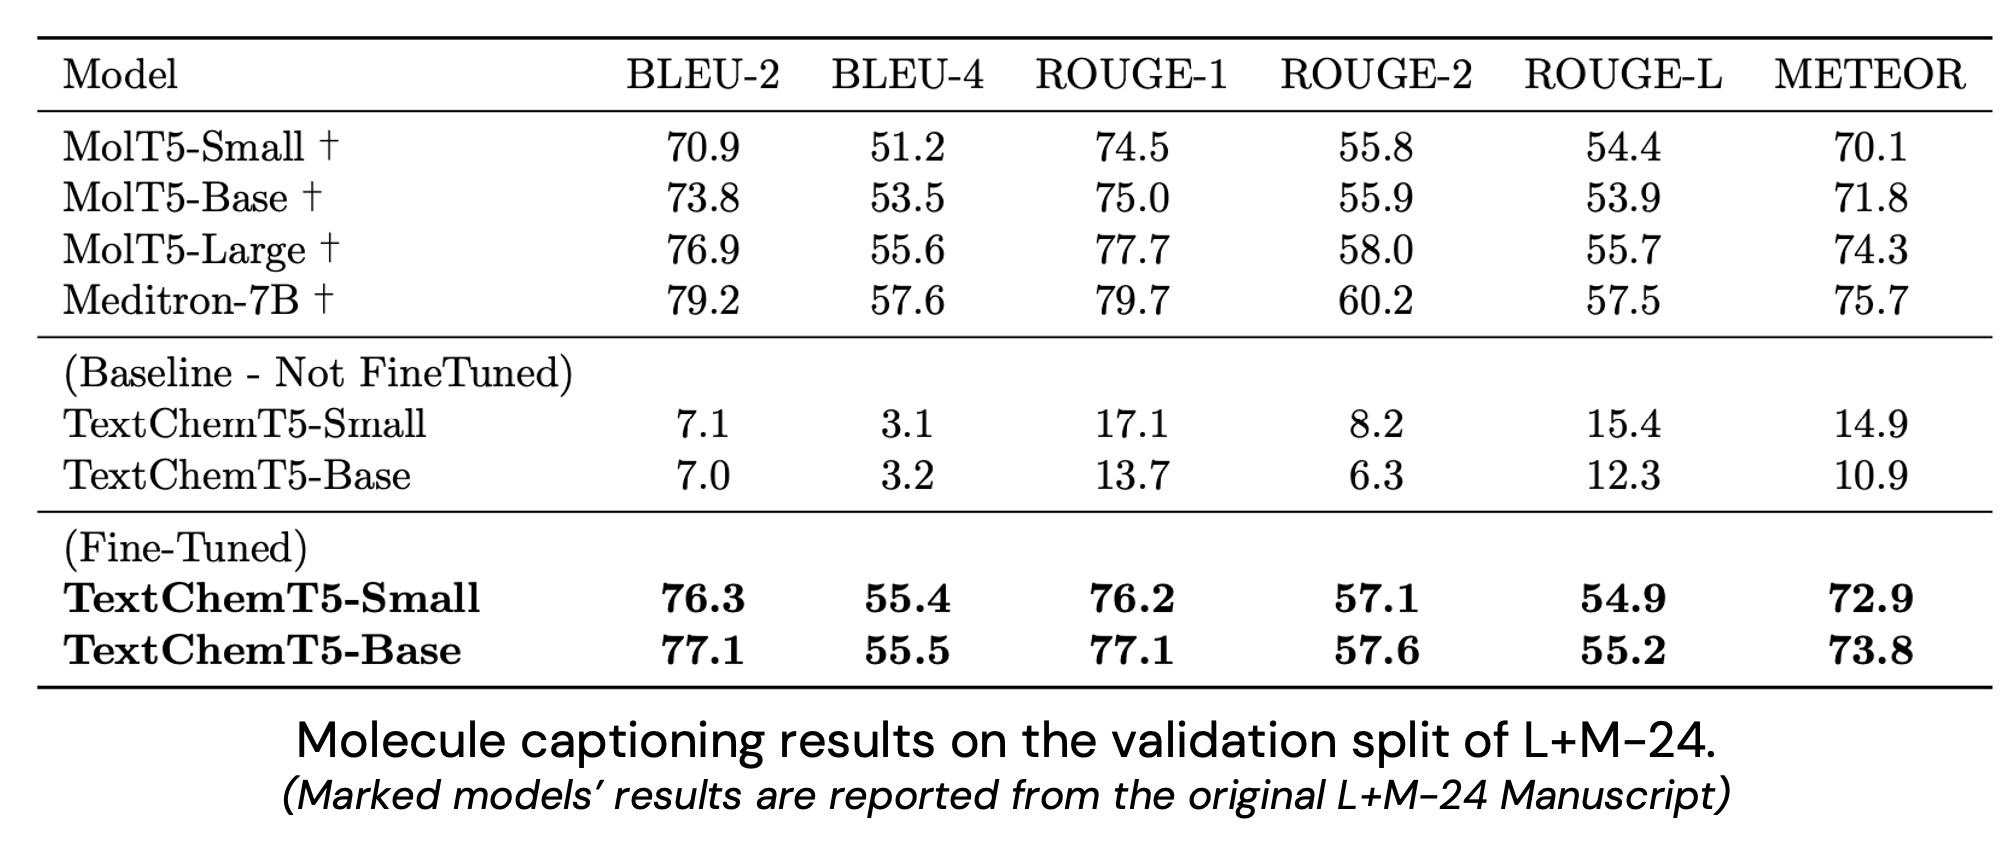 Model BLEU-2 BLEU-4 ROUGE-1 ROUGE-2 ROUGE-L METEOR
MolT5-Small † 70.9 51.2 74.5 55.8 54.4 70.1
MolT5-Base † 73.8 53.5 75.0 55.9 53.9 71.8
MolT5-Large † 76.9 55.6 77.7 58.0 55.7 74.3
Meditron-7B † 79.2 57.6 79.7 60.2 57.5 75.7
(Baseline - Not FineTuned)
TextChemT5-Small 7.1 3.1 17.1 8.2 15.4 14.9
TextChemT5-Base 7.0 3.2 13.7 6.3 12.3 10.9
(Fine-Tuned)
TextChemT5-Small 76.3 55.4 76.2 57.1 54.9 72.9
TextChemT5-Base 77.1 55.5 77.1 57.6 55.2 73.8
Molecule captioning results on the validation split of L+M-24.
(Marked models' results are reported from the original L+M-24 Manuscript)